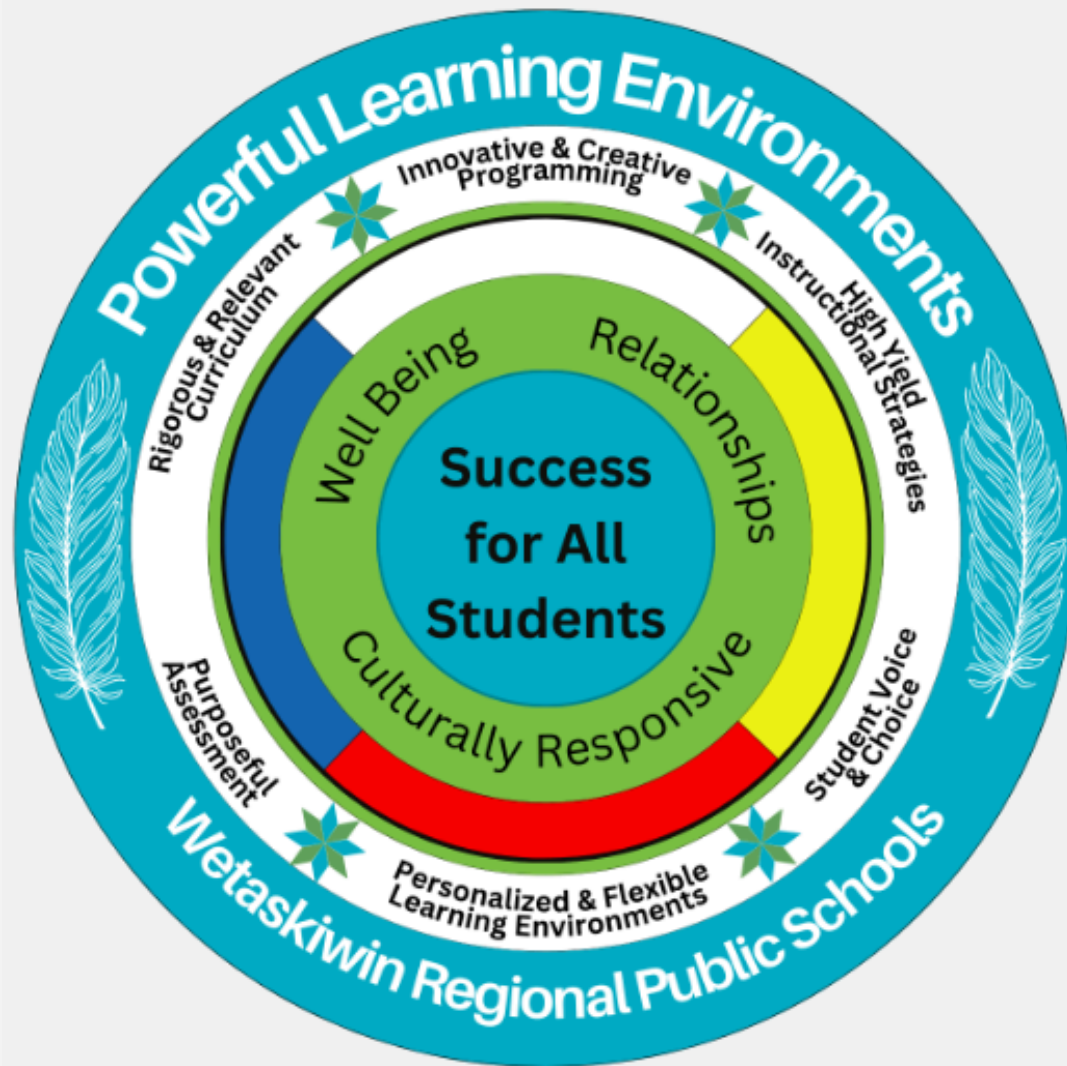 Powerful Learning Environments
Innovative & Creative
Programming
High Yield
Instructional Strategies
Student Voice
& Choice
Personalized & Flexible
Learning Environments
Purposeful
Assessment
Rigorous & Relevant
Curriculum
Well Being
Relationships
Culturally Responsive
Success
for All
Students
Wetaskiwin Regional Public Schools